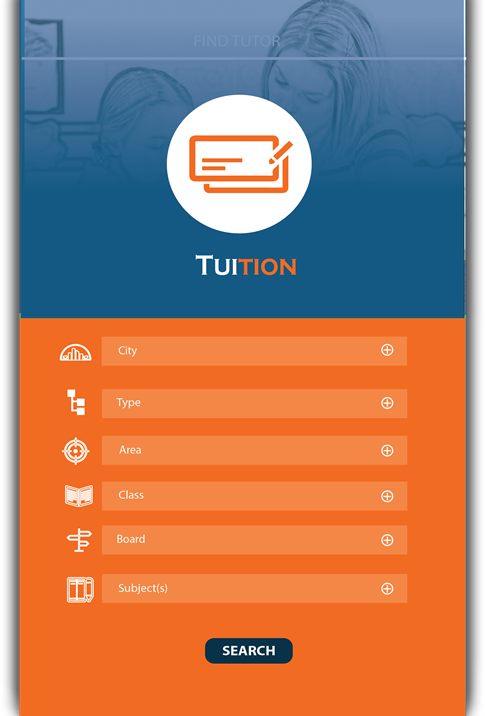 FIND TUTOR
TUITION
City
Type
Area
Class
Board
Subject(s)
SEARCH